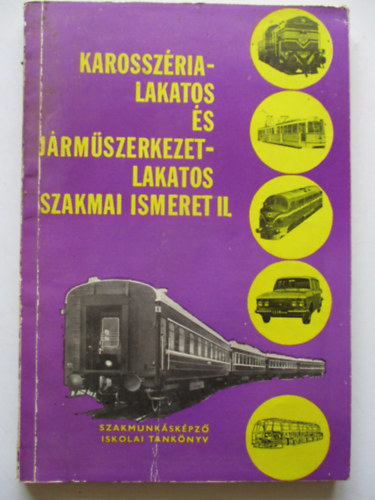 KAROSSZÉRIA-
LAKATOS
ÉS
JÁRMŰSZERKEZET-
LAKATOS
SZAKMAI ISMERET II.
SZAKMUNKÁSKÉPZŐ
ISKOLAI TANKÖNYV